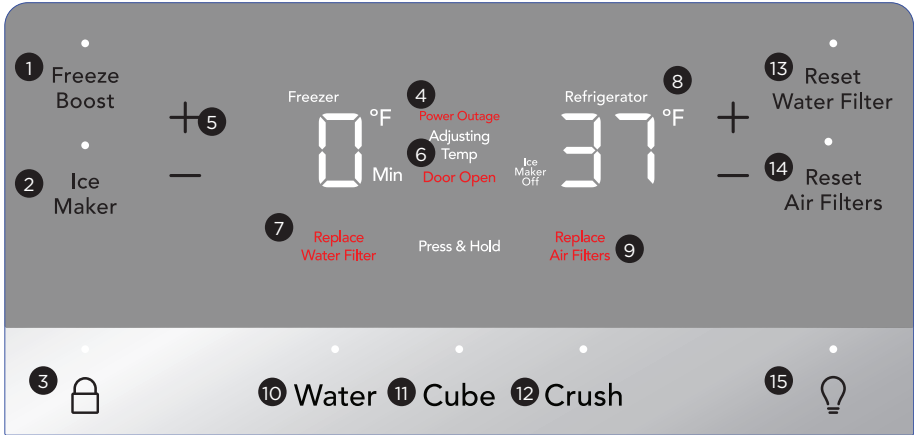 1 Freeze
Boost
2 Ice
Maker
3
+
5
−
Freezer
0 °F
Min
4
Power Outage
Adjusting
6 Temp
Door Open
Ice
Maker
Off
Refrigerator
8
37 °F
+
−
7 Replace
Water Filter
Press & Hold
Replace
Air Filters 9
13 Reset
Water Filter
14 Reset
Air Filters
10 Water
11 Cube
12 Crush
15